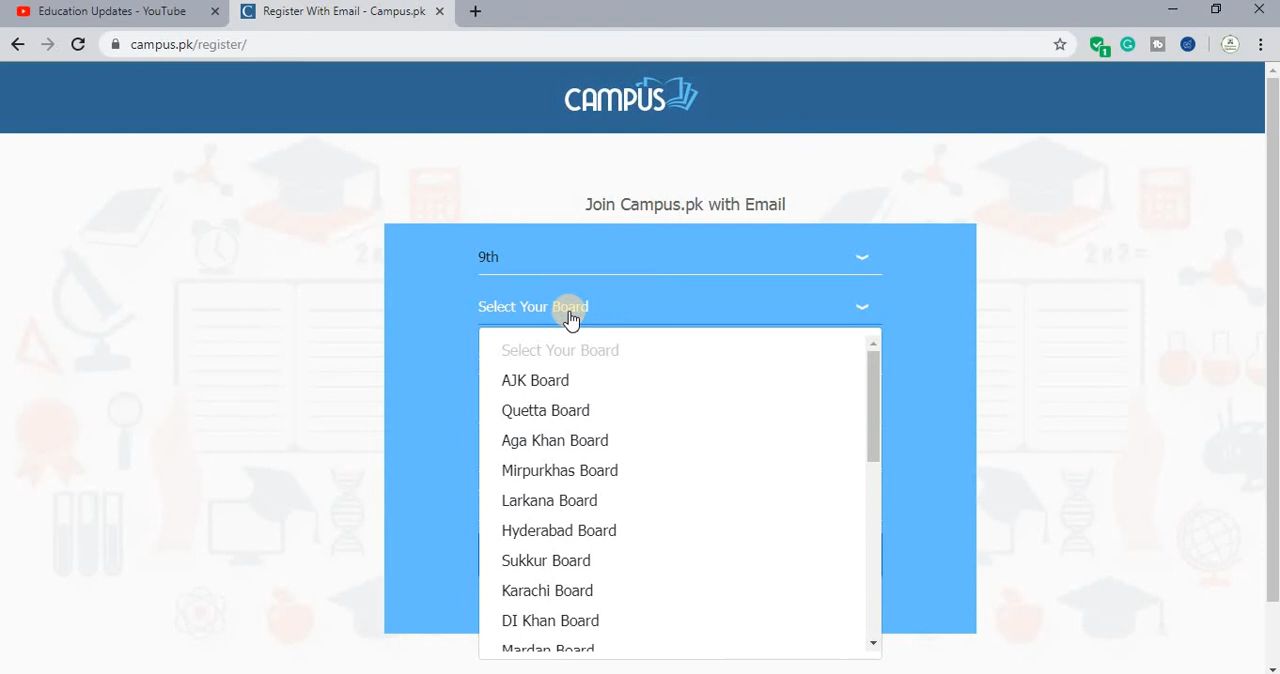 Education Updates - YouTube
Register With Email - Campus.pk
campus.pk/register/
1
CAMPUS
Join Campus.pk with Email
9th
Select Your Board
Select Your Board
AJK Board
Quetta Board
Aga Khan Board
Mirpurkhas Board
Larkana Board
Hyderabad Board
Sukkur Board
Karachi Board
DI Khan Board
Mardan Board